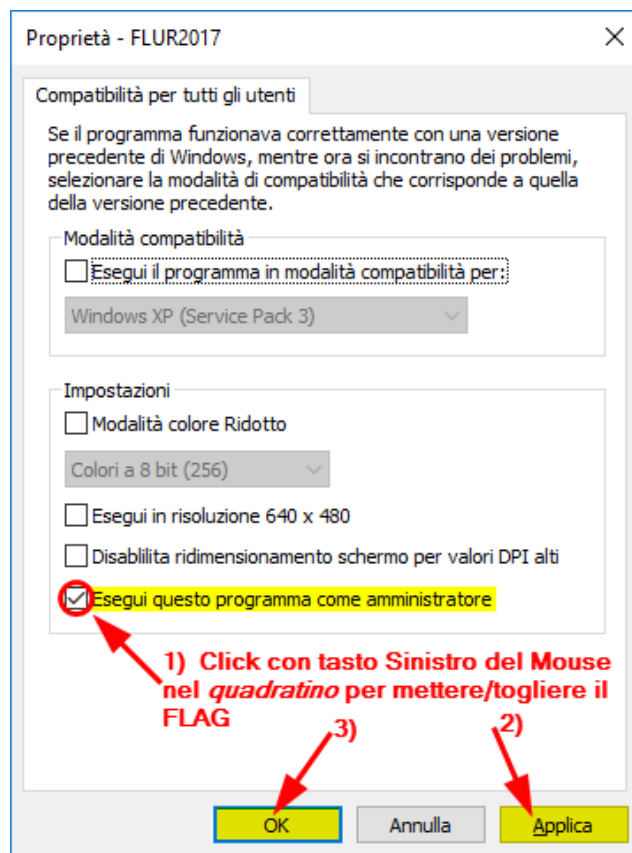 Proprietà - FLUR2017
Compatibilità per tutti gli utenti
Se il programma funzionava correttamente con una versione
precedente di Windows, mentre ora si incontrano dei problemi,
selezionare la modalità di compatibilità che corrisponde a quella
della versione precedente.
Modalità compatibilità
Esegui il programma in modalità compatibilità per:
Windows XP (Service Pack 3)
Impostazioni
Modalità colore Ridotto
Colori a 8 bit (256)
Esegui in risoluzione 640 x 480
Disablilita ridimensionamento schermo per valori DPI alti
Esegui questo programma come amministratore
1) Click con tasto Sinistro del Mouse
nel quadratino per mettere/togliere il
FLAG
3)
2)
OK
Annulla
Applica